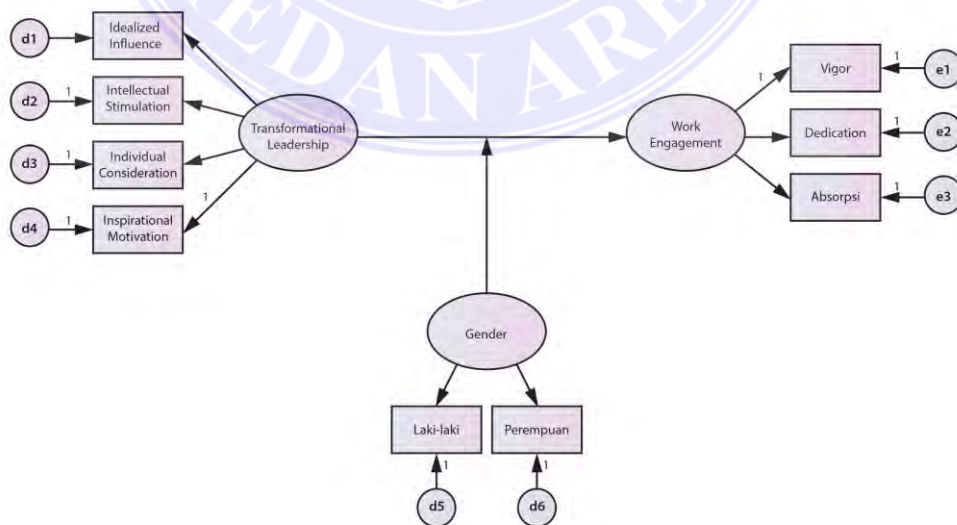 EDAN ARE
d1
1
Idealized
Influence
d2
1
Intellectual
Stimulation
d3
1
Individual
Consideration
d4
1
Inspirational
Motivation
1
Transformational
Leadership
Work
Engagement
1
Vigor
1
e1
Dedication
1
e2
Absorpsi
1
e3
Gender
Laki-laki
Perempuan
1
1
d5
d6